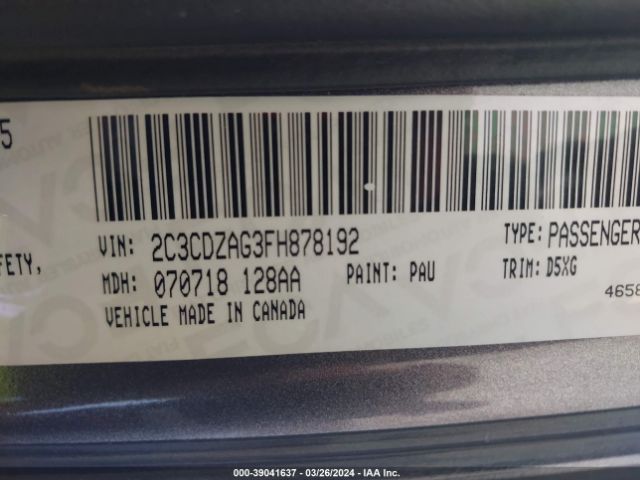 5
VIN: 2C3CDZAG3FH878192 TYPE: PASSENGER
FETY, MDH: 070718 128AA PAINT: PAU TRIM: D5XG
VEHICLE MADE IN CANADA 4658
000-39041637 - 03/26/2024 - IAA Inc.